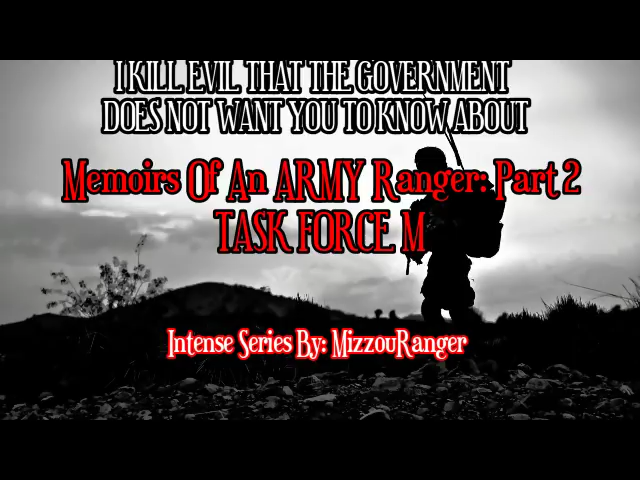 I KILL EVIL THAT THE GOVERNMENT
DOES NOT WANT YOU TO KNOW ABOUT
Memoirs Of An ARMY Ranger: Part 2
TASK FORCE M
Intense Series By: MizzouRanger